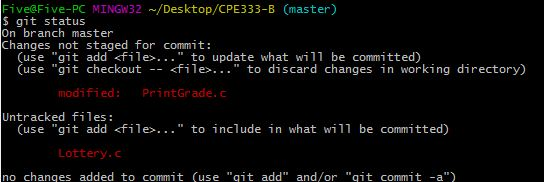 Five@Five-PC MINGW32 ~/Desktop/CPE333-B (master)
$ git status
On branch master
Changes not staged for commit:
  (use "git add <file>..." to update what will be committed)
  (use "git checkout -- <file>..." to discard changes in working directory)
        modified:   PrintGrade.c
Untracked files:
  (use "git add <file>..." to include in what will be committed)
        Lottery.c
no changes added to commit (use "git add" and/or "git commit -a")